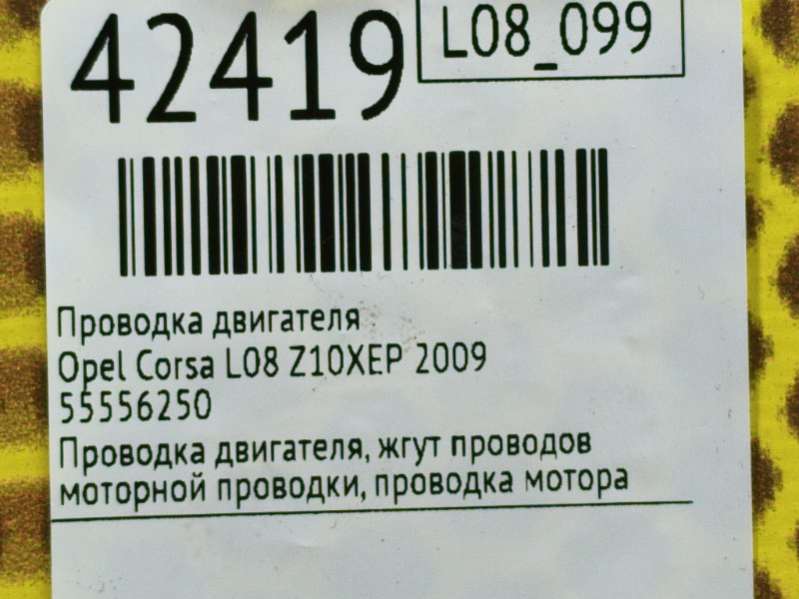 42419
L08_099
Проводка двигателя
Opel Corsa L08 Z10XEP 2009
55556250
Проводка двигателя, жгут проводов
моторной проводки, проводка мотора